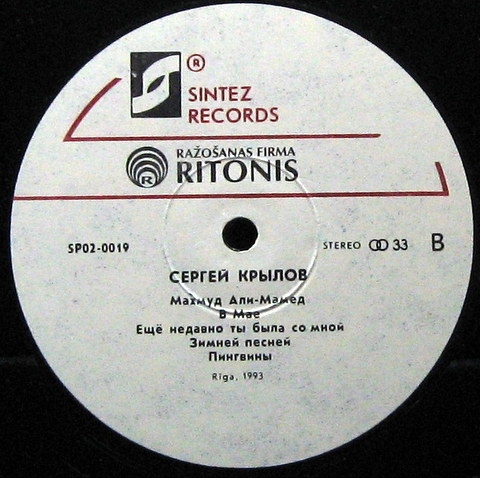 ®
SINTEZ
RECORDS
RAŽOŠANAS FIRMA
RITONIS
R
SP02-0019
STEREO 33 B
СЕРГЕЙ КРЫЛОВ
Махмуд Али-Мамед
В Мае
Ещё недавно ты была со мной
Зимней песней
Пингвины
Rīga, 1993